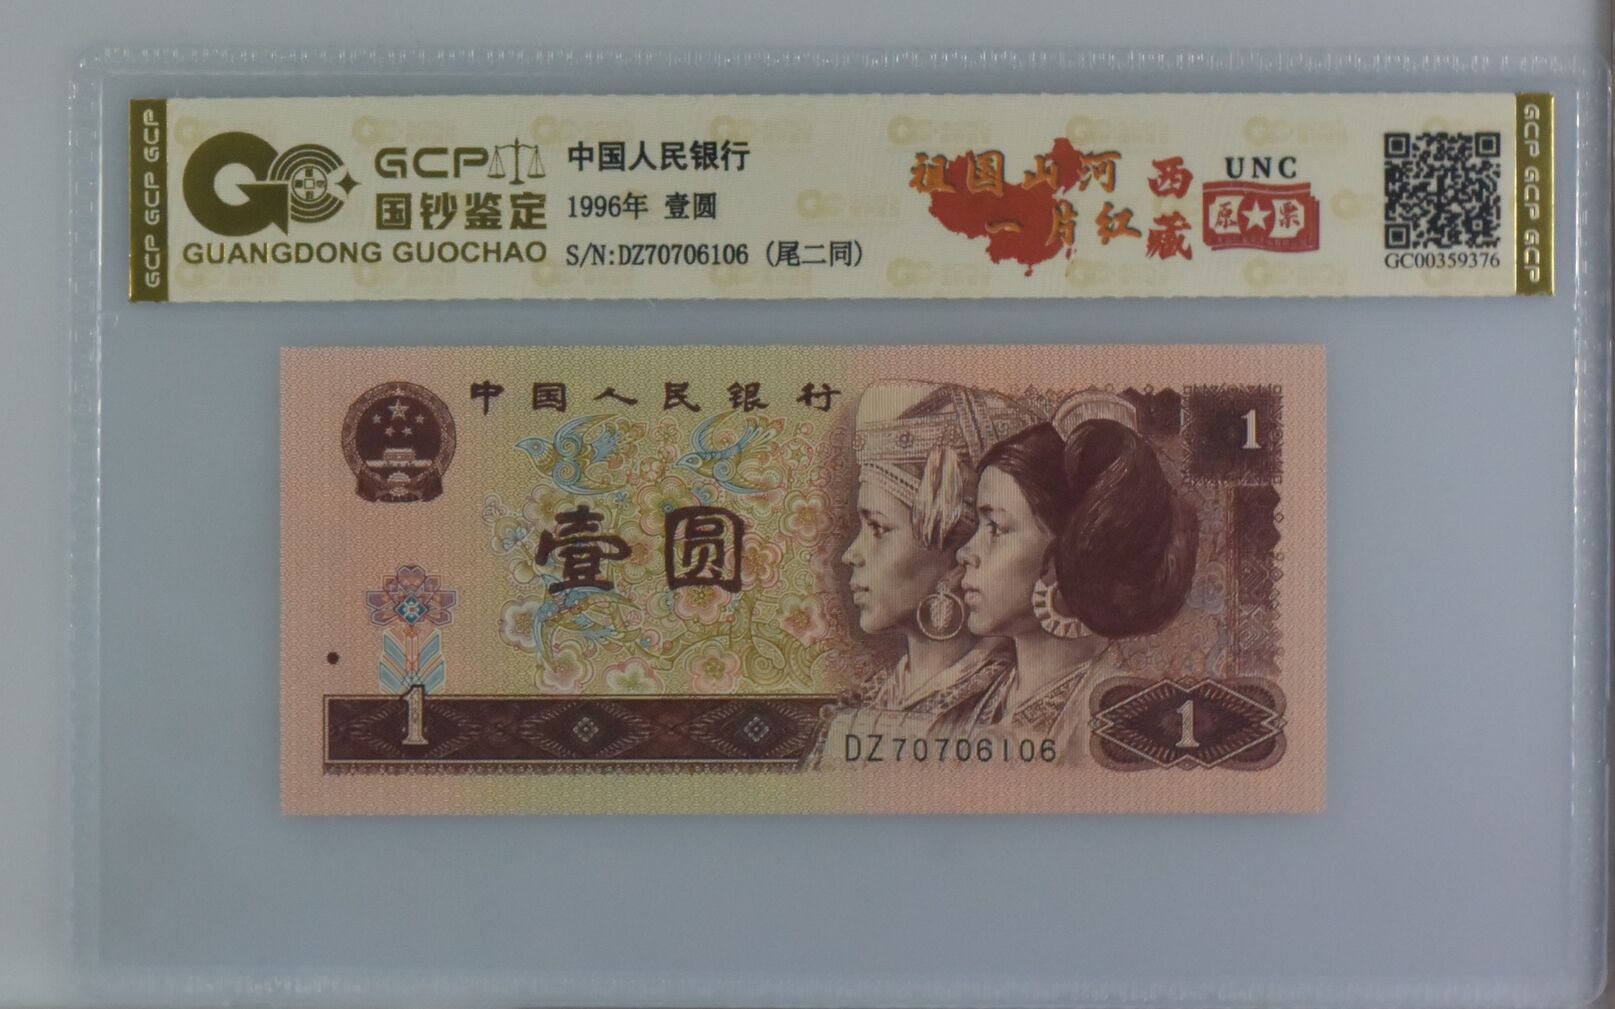 GCP GCP GCP
GCP
国钞鉴定
GUANGDONG GUOCHAO
中国人民银行
1996年 壹圆
S/N:DZ70706106 (尾二同)
祖国山河
一片红
西藏
UNC
原★票
GC00359376
GCP GCP GCP
中国人民银行
1
壹圆
1
1
DZ70706106